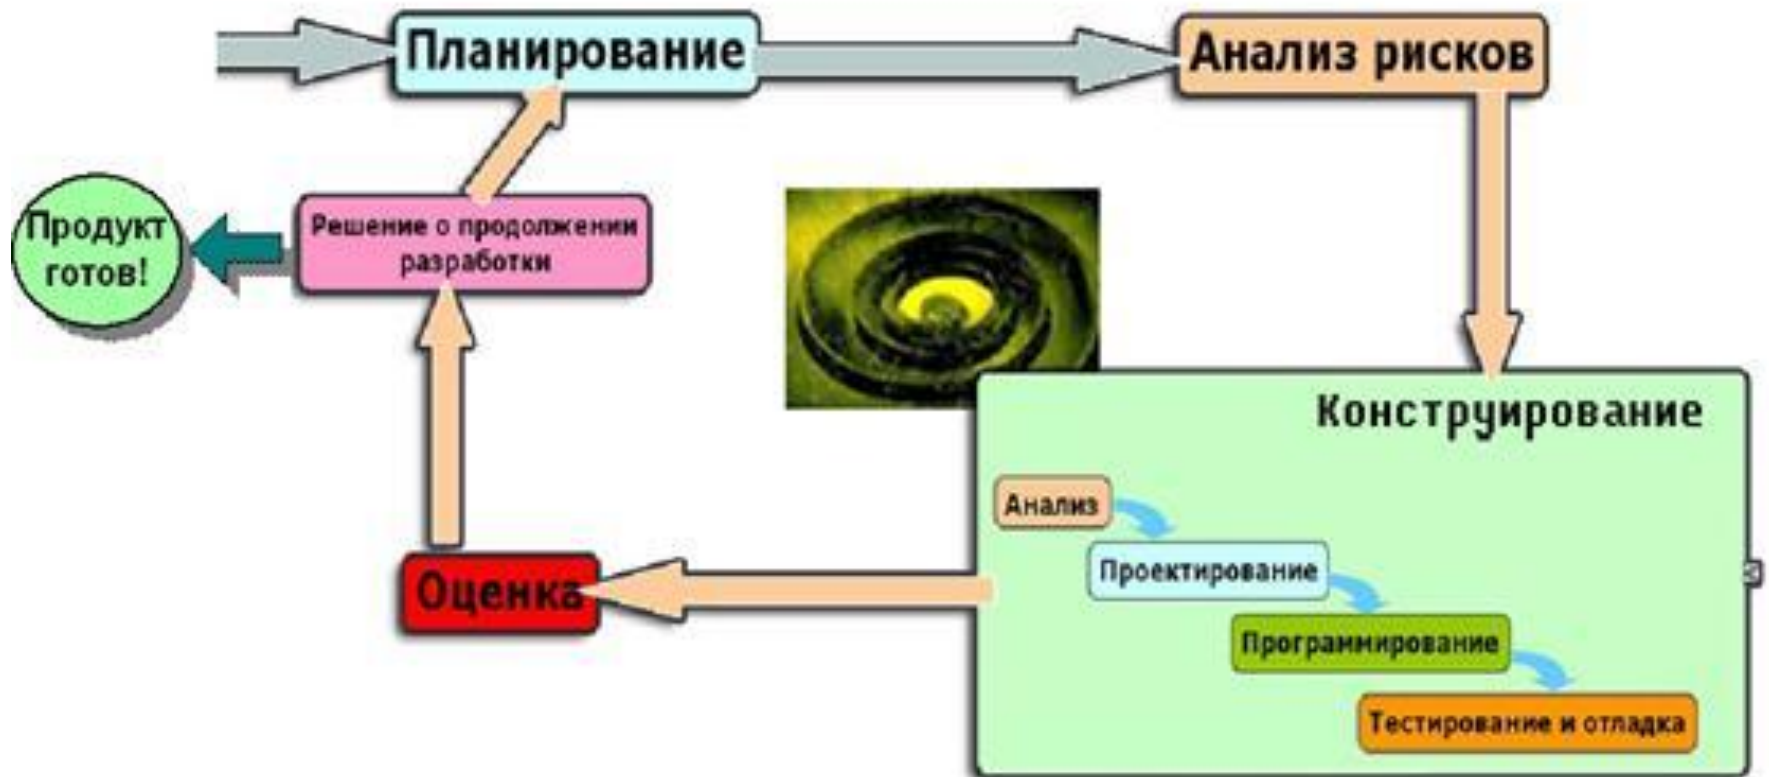 Планирование
Анализ рисков
Продукт
готов!
Решение о продолжении
разработки
Конструирование
Анализ
Проектирование
Программирование
Тестирование и отладка
Оценка